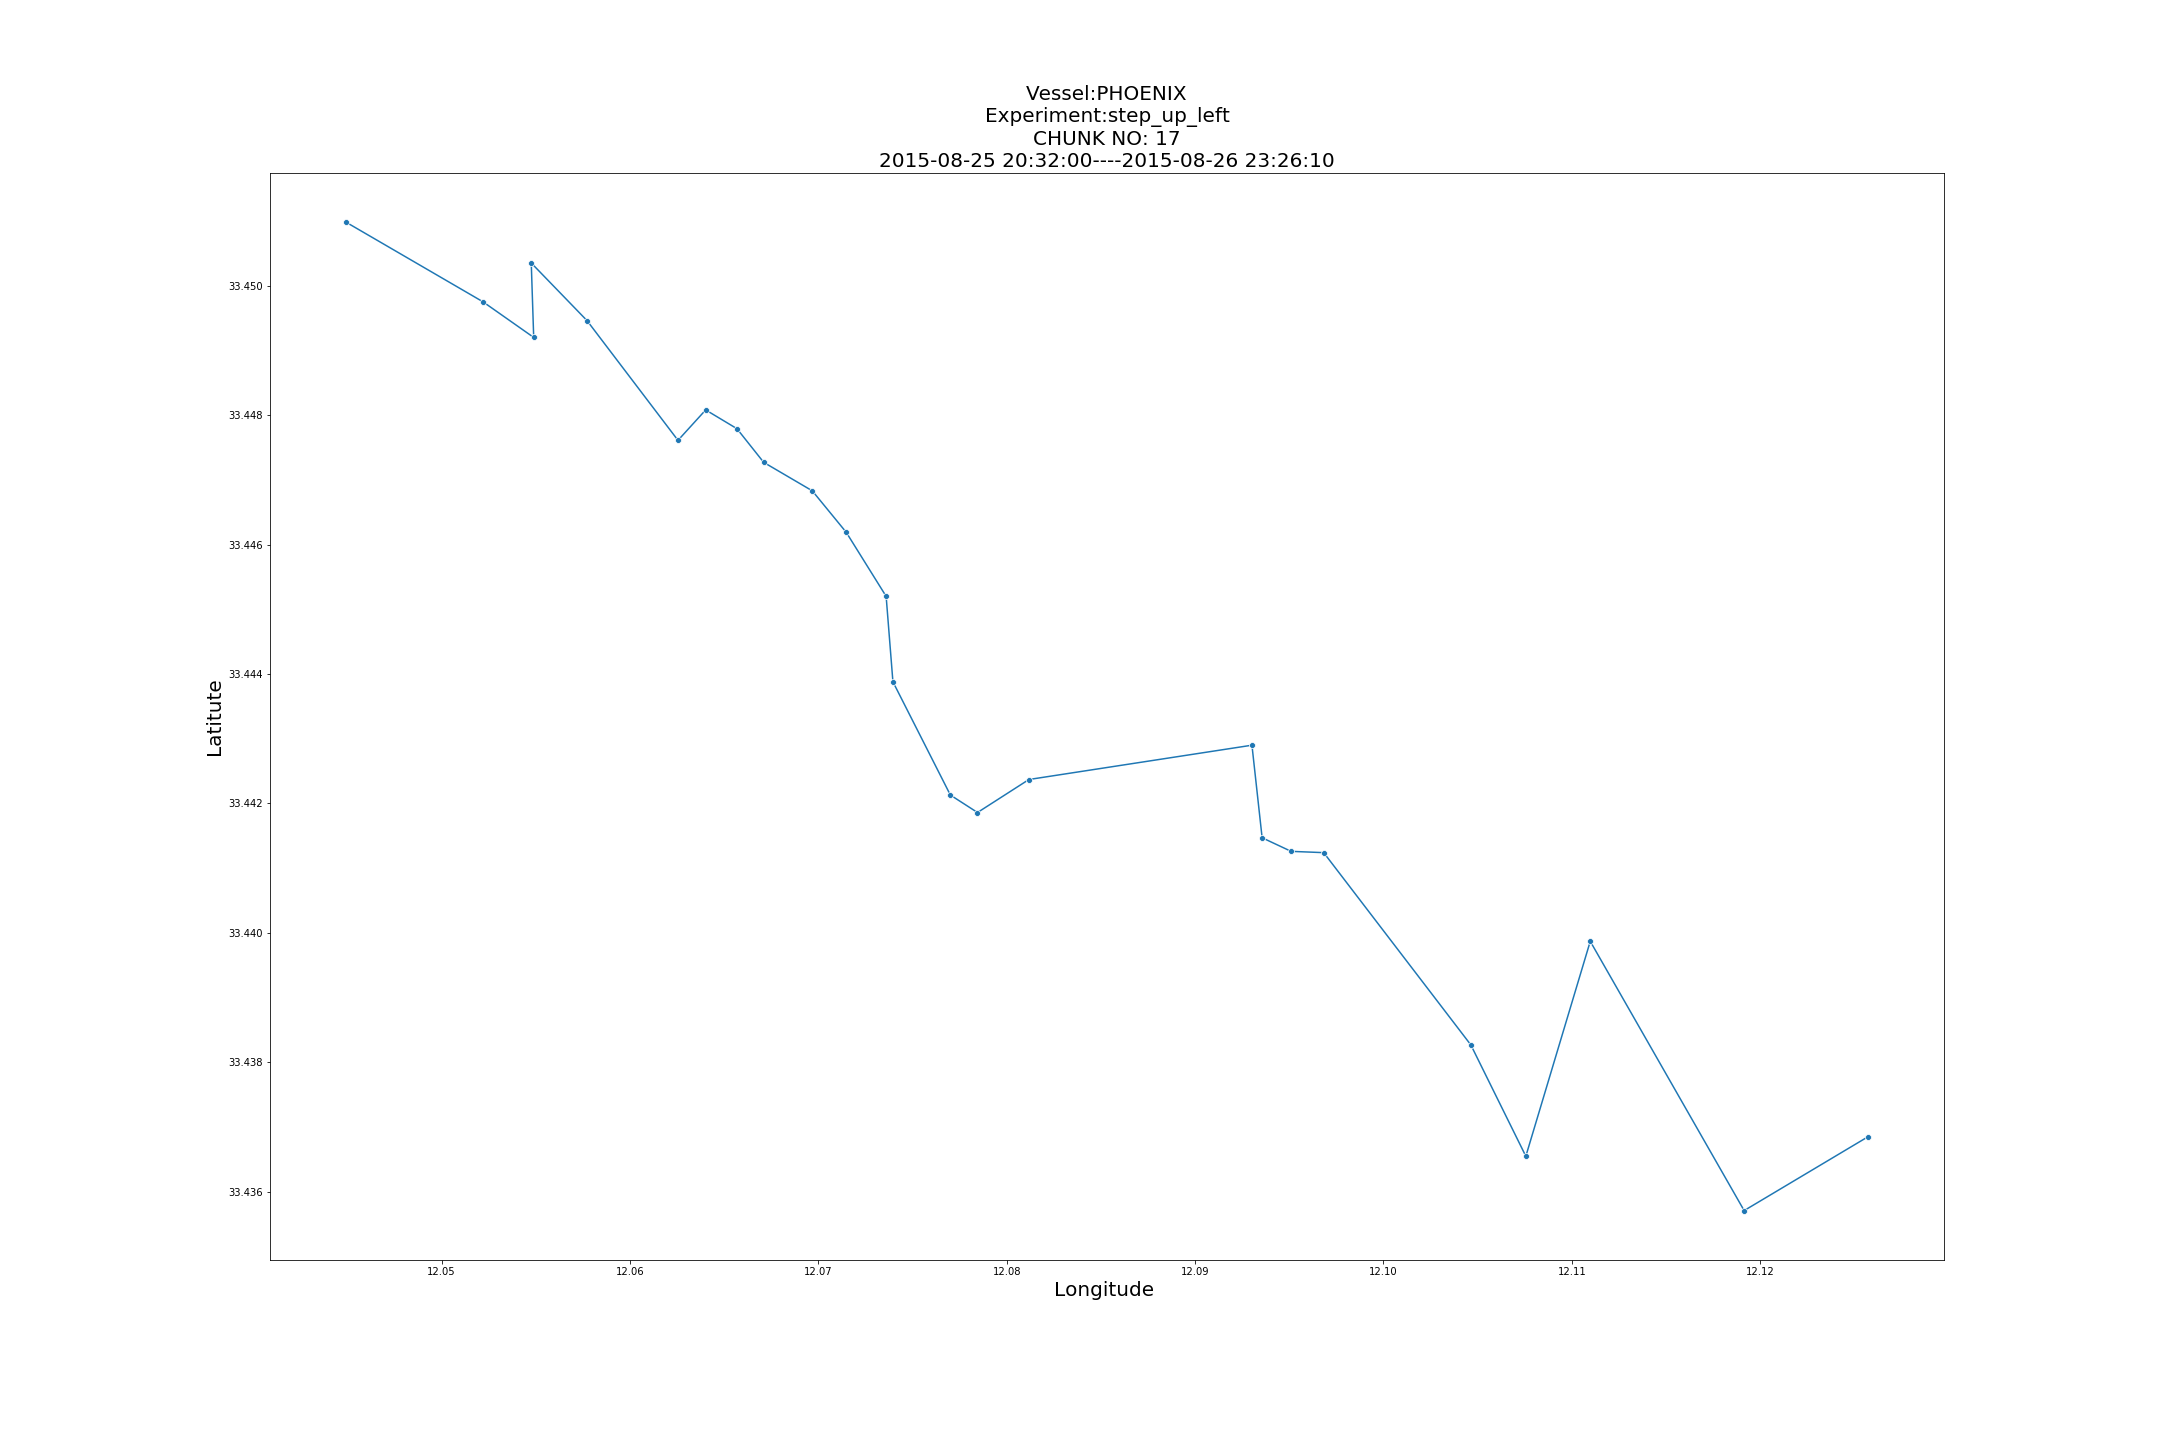 Vessel:PHOENIX
Experiment:step_up_left
CHUNK NO: 17
2015-08-25 20:32:00----2015-08-26 23:26:10
33.450
33.448
33.446
33.444
33.442
33.440
33.438
33.436
Latitute
12.05 12.06 12.07 12.08 12.09 12.10 12.11 12.12
Longitude